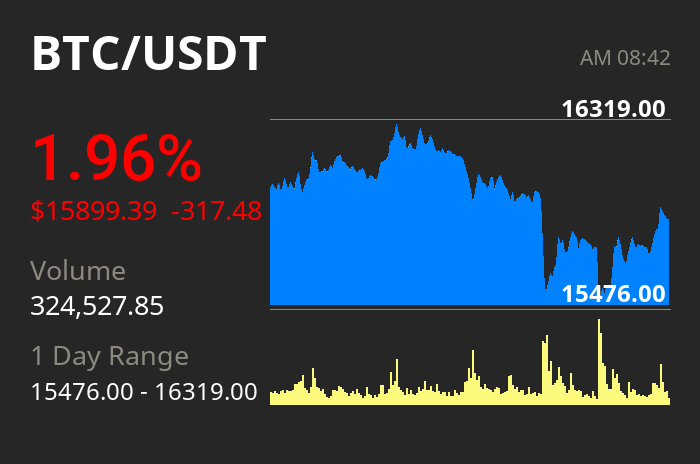 BTC/USDT
AM 08:42
16319.00
1.96%
$15899.39 -317.48
Volume
324,527.85
15476.00
1 Day Range
15476.00 - 16319.00